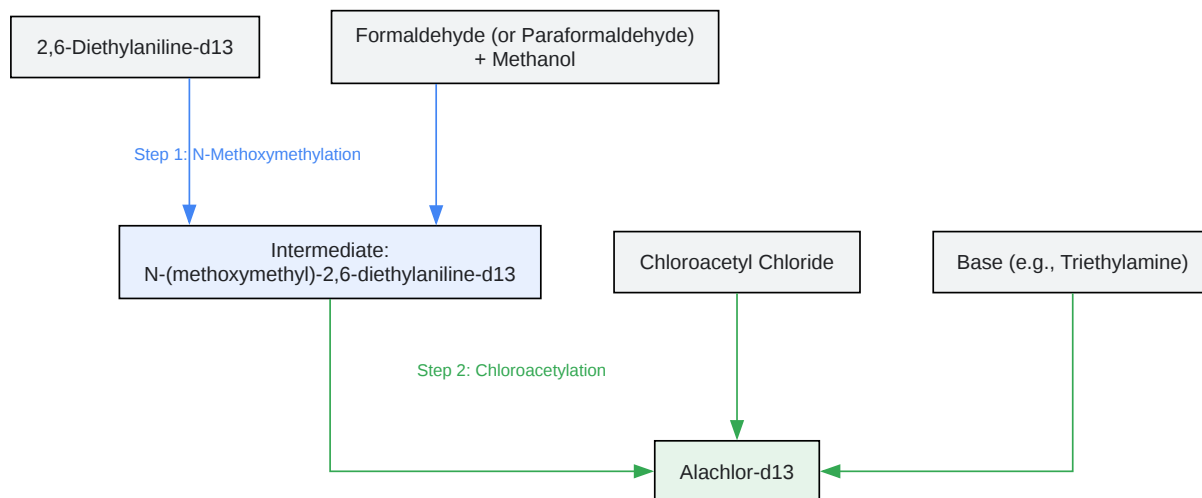 2,6-Diethylaniline-d13
Formaldehyde (or Paraformaldehyde)
+ Methanol
Step 1: N-Methoxymethylation
Intermediate:
N-(methoxymethyl)-2,6-diethylaniline-d13
Chloroacetyl Chloride
Base (e.g., Triethylamine)
Step 2: Chloroacetylation
Alachlor-d13